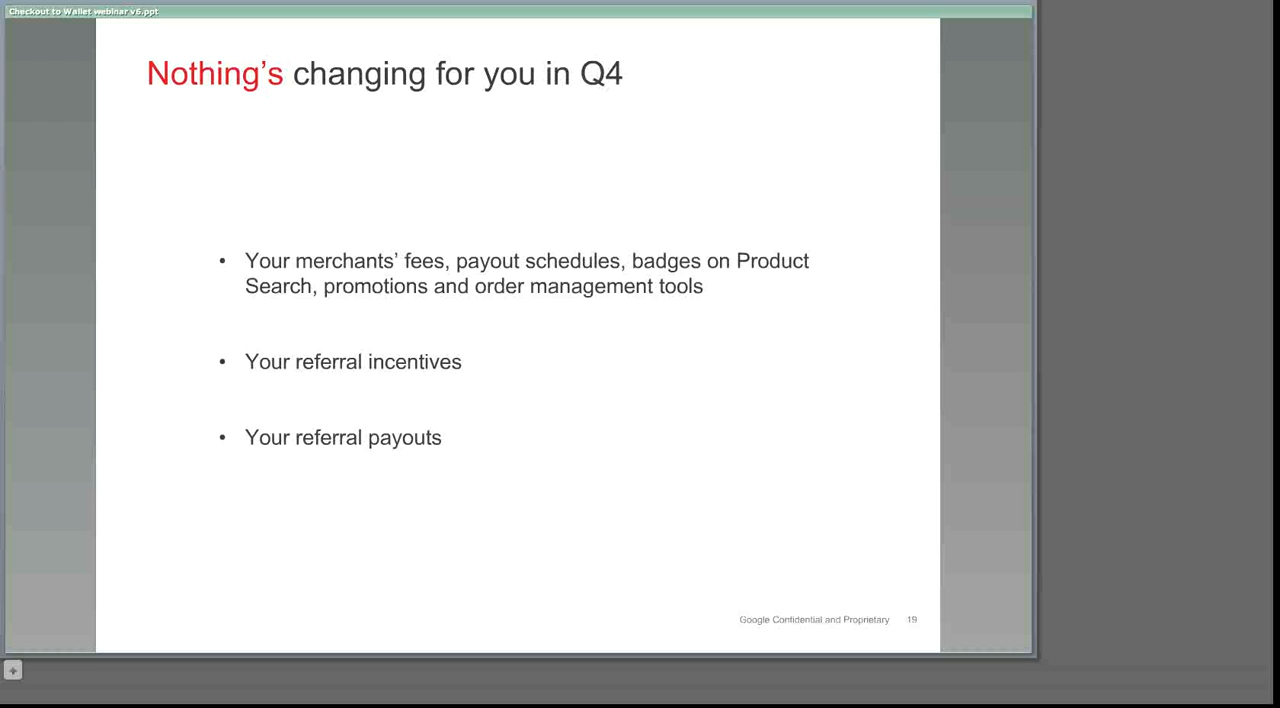 Checkout to Wallet webinar v6.ppt
Nothing’s changing for you in Q4
• Your merchants’ fees, payout schedules, badges on Product
Search, promotions and order management tools
• Your referral incentives
• Your referral payouts
Google Confidential and Proprietary 19